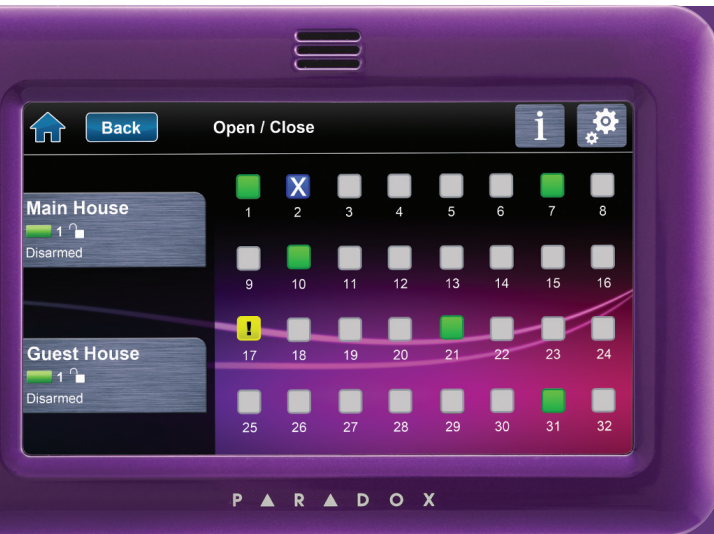 Back
Open / Close
i
Main House
1
Disarmed
Guest House
1
Disarmed
X
1 2 3 4 5 6 7 8
9 10 11 12 13 14 15 16
!
17 18 19 20 21 22 23 24
25 26 27 28 29 30 31 32
PARADOX